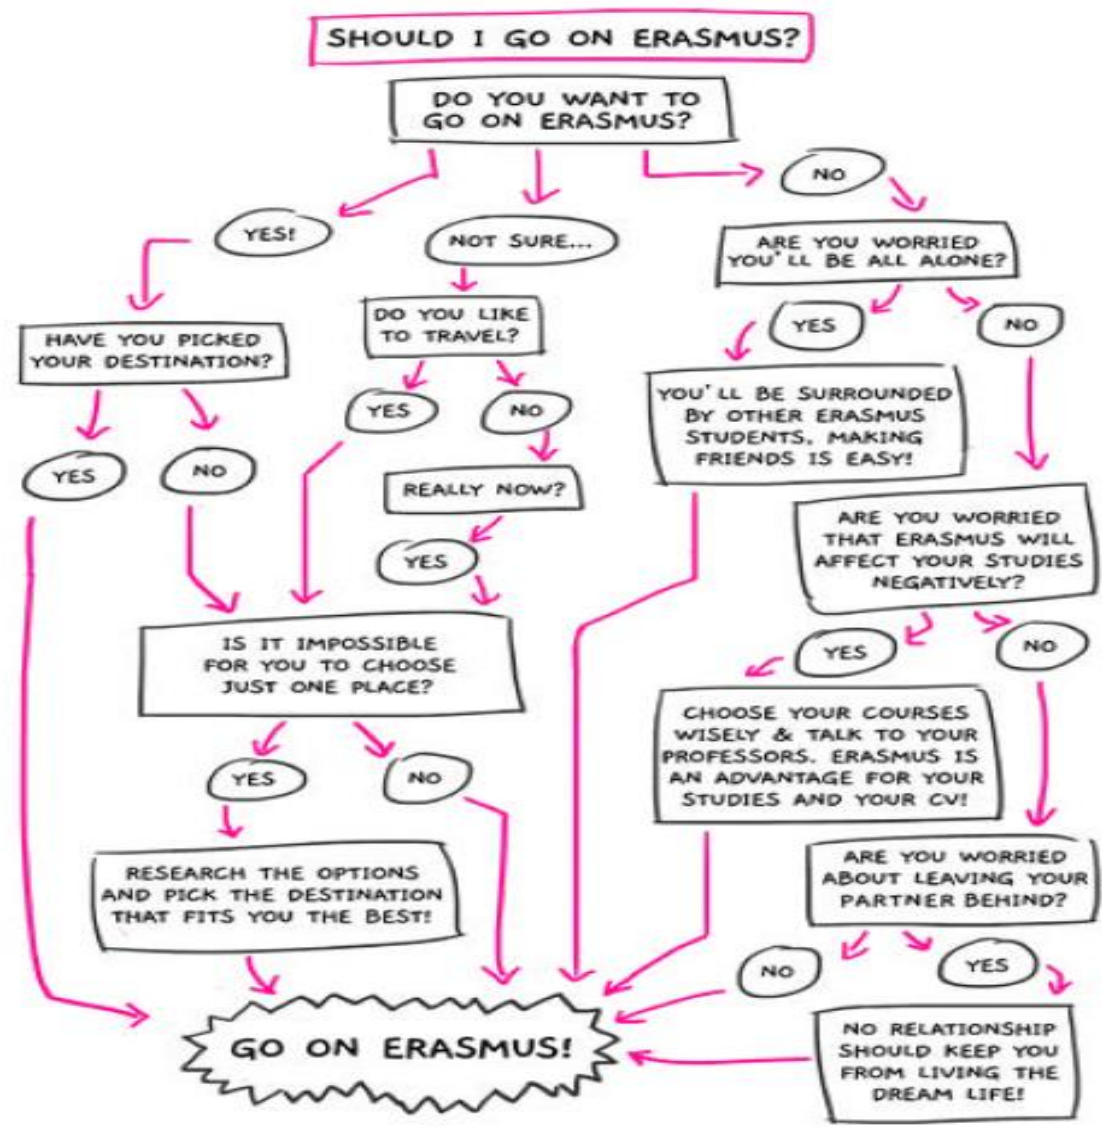 SHOULD I GO ON ERASMUS?
DO YOU WANT TO
GO ON ERASMUS?
NO
YES!
NOT SURE...
ARE YOU WORRIED
YOU'LL BE ALL ALONE?
HAVE YOU PICKED
YOUR DESTINATION?
DO YOU LIKE
TO TRAVEL?
YES
NO
YES
NO
YOU'LL BE SURROUNDED
BY OTHER ERASMUS
STUDENTS. MAKING
FRIENDS IS EASY!
YES
NO
REALLY NOW?
YES
ARE YOU WORRIED
THAT ERASMUS WILL
AFFECT YOUR STUDIES
NEGATIVELY?
IS IT IMPOSSIBLE
FOR YOU TO CHOOSE
JUST ONE PLACE?
YES
NO
YES
NO
CHOOSE YOUR COURSES
WISELY & TALK TO YOUR
PROFESSORS. ERASMUS IS
AN ADVANTAGE FOR YOUR
STUDIES AND YOUR CV!
RESEARCH THE OPTIONS
AND PICK THE DESTINATION
THAT FITS YOU THE BEST!
ARE YOU WORRIED
ABOUT LEAVING YOUR
PARTNER BEHIND?
NO
YES
GO ON ERASMUS!
NO RELATIONSHIP
SHOULD KEEP YOU
FROM LIVING THE
DREAM LIFE!